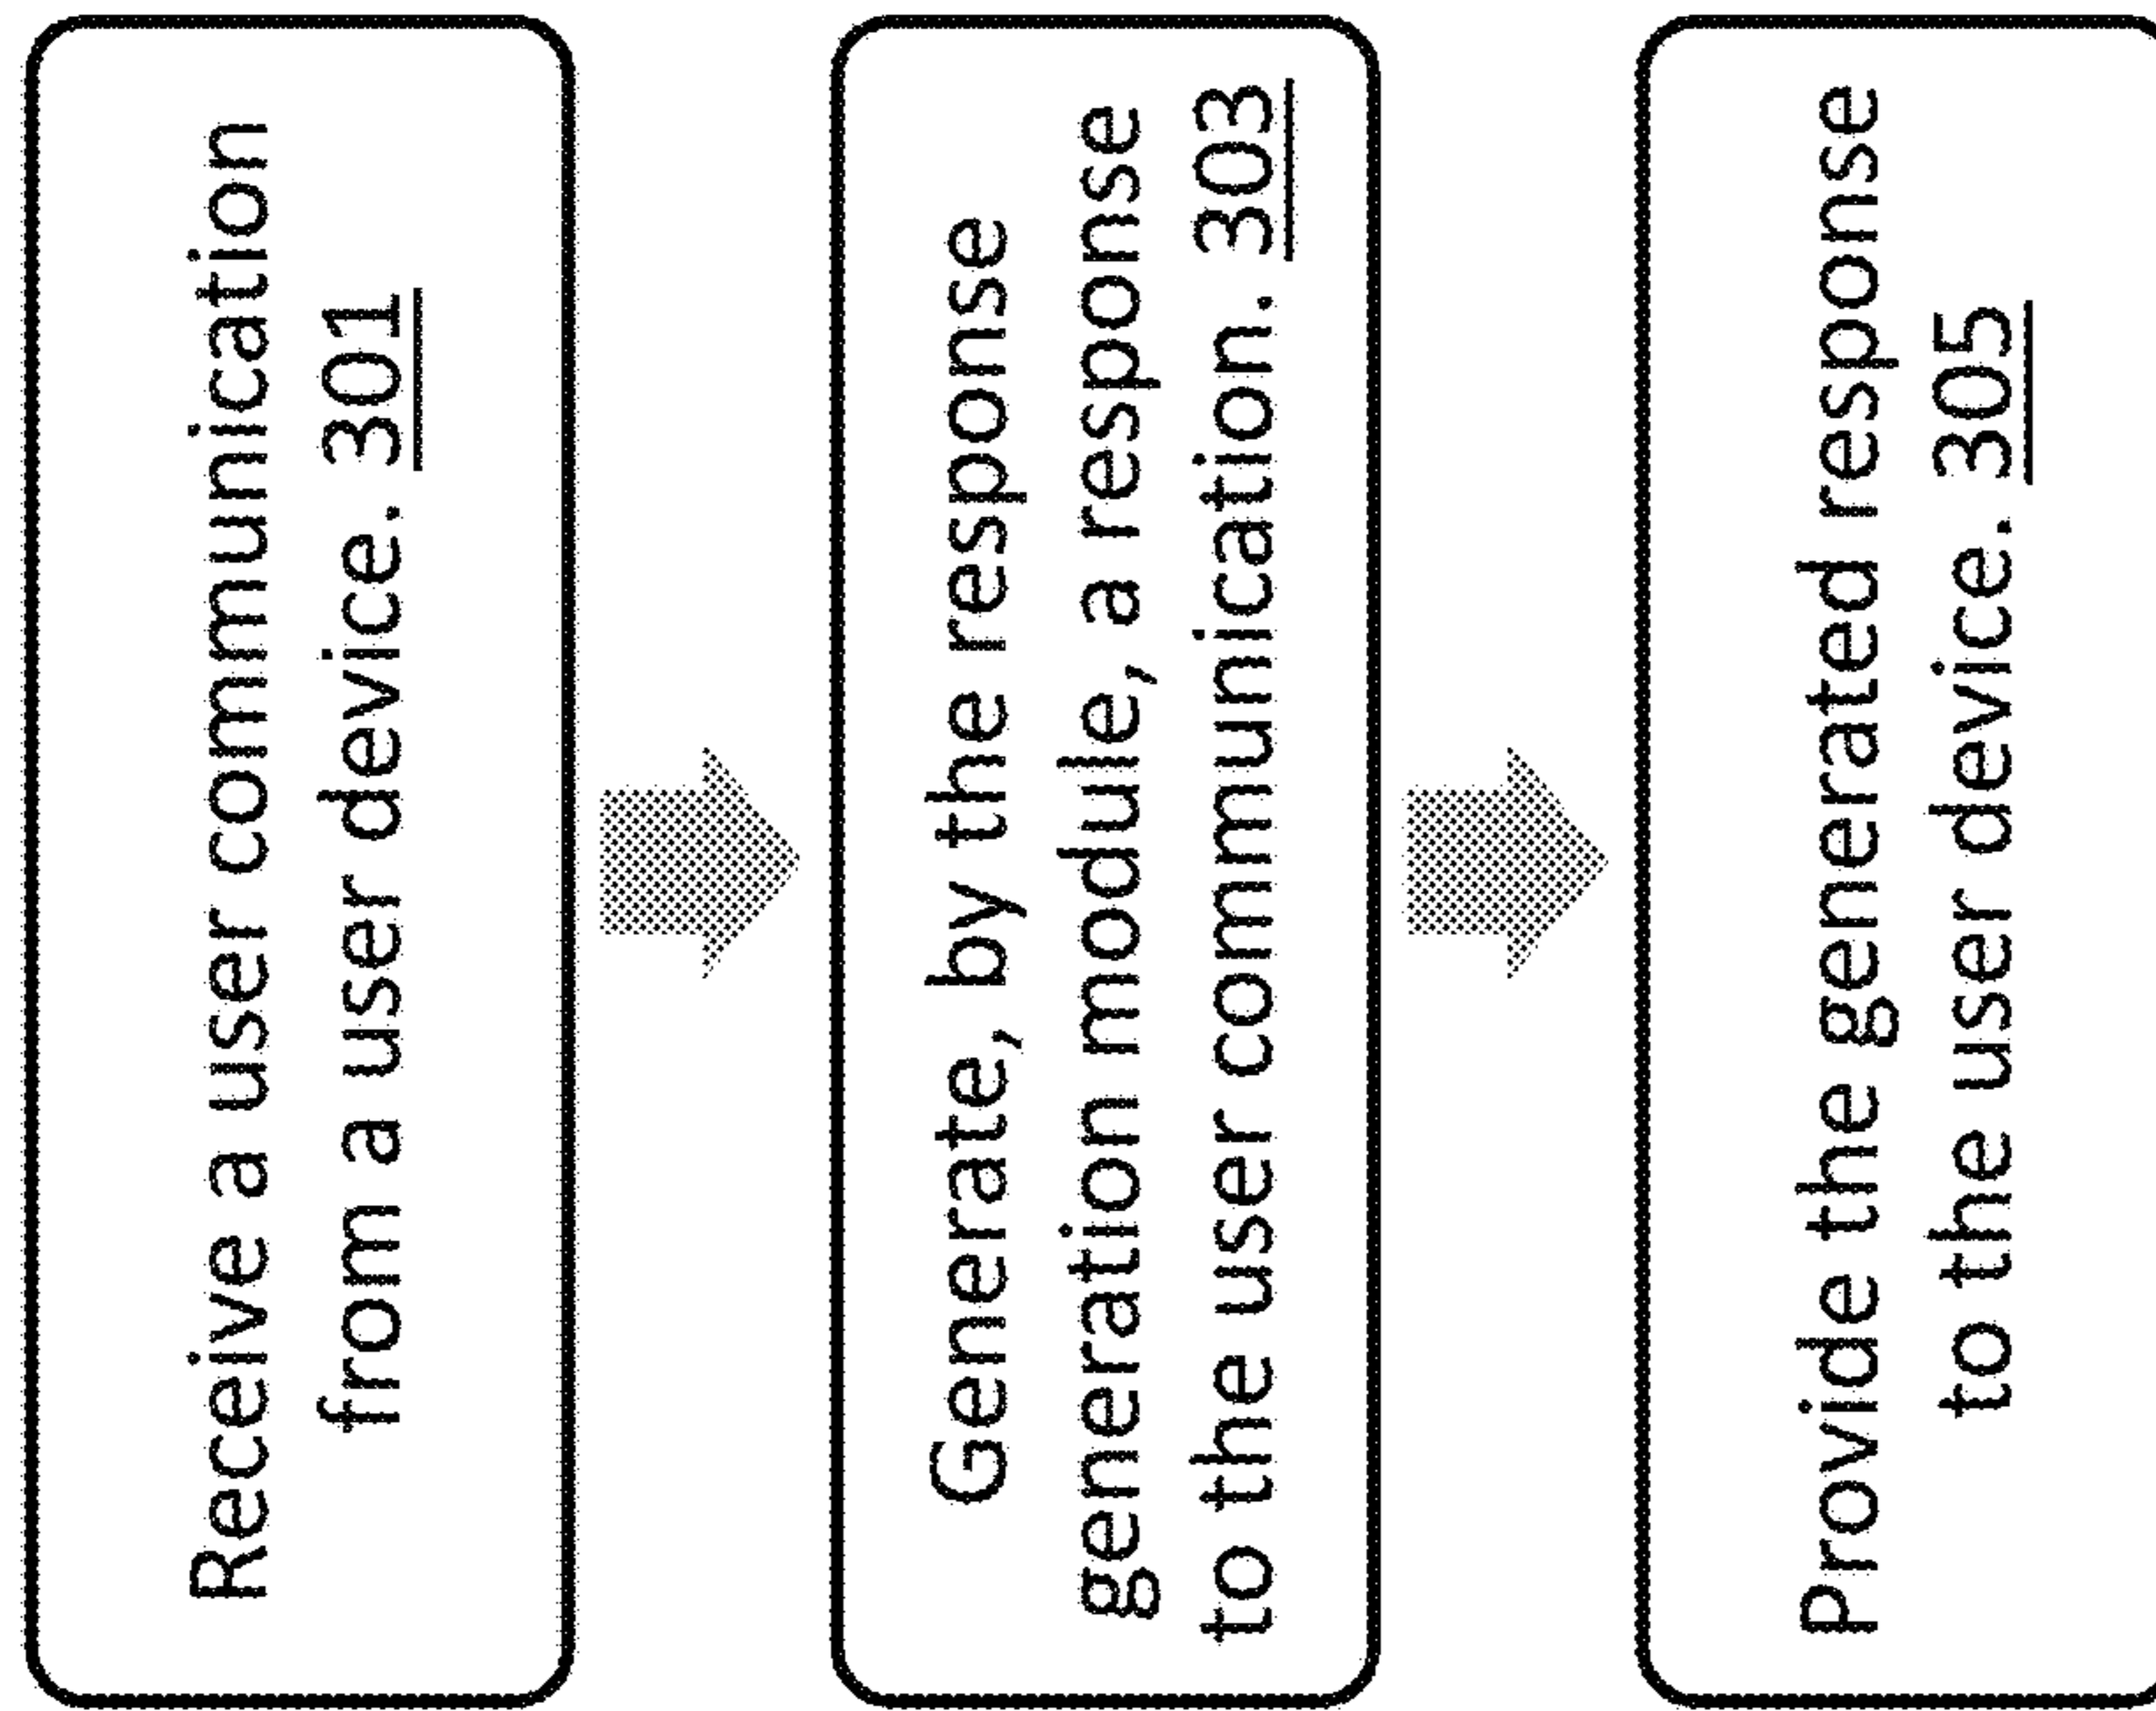 Receive a user communication
from a user device. 301
Generate, by the response
generation module, a response
to the user communication. 303
Provide the generated response
to the user device. 305